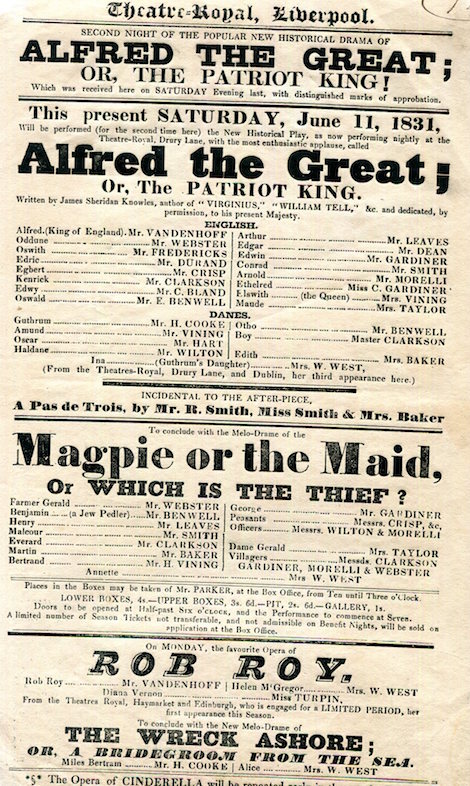 Theatre-Royal, Liverpool.
SECOND NIGHT OF THE POPULAR NEW HISTORICAL DRAMA OF
ALFRED THE GREAT;
OR, THE PATRIOT KING!
Which was received here on SATURDAY Evening last, with distinguished marks of approbation.
This present SATURDAY, June 11, 1831,
Will be performed (for the second time here) the New Historical Play, as now performing nightly at the
Theatre-Royal, Drury Lane, with the most enthusiastic applause, called
Alfred the Great;
Or, The PATRIOT KING.
Written by James Sheridan Knowles, author of "VIRGINIUS," "WILLIAM TELL," &c. and dedicated, by
permission, to his present Majesty.
ENGLISH.
Alfred.(King of England). Mr. VANDENHOFF
Oddune ... Mr. WEBSTER
Oswith ... Mr. FREDERICKS
Edric ... Mr. DURAND
Egbert ... Mr. CRISP
Kenrick ... Mr. CLARKSON
Edwy ... Mr. C. BLAND
Oswald ... Mr. E. BENWELL
Arthur ... Mr. LEAVES
Edgar ... Mr. DEAN
Edwin ... Mr. GARDINER
Conrad ... Mr. SMITH
Arnold ... Mr. MORELLI
Ethelred ... Miss C. GARDINER
Elswith ... (the Queen) ... Mrs. VINING
Maude ... Mrs. TAYLOR
DANES.
Guthrum ... Mr. H. COOKE
Amund ... Mr. VINING
Oscar ... Mr. HART
Haldane ... Mr. WILTON
Otho ... Mr. BENWELL
Boy ... Master CLARKSON
Edith ... Mrs. BAKER
Ina ... (Guthrum's Daughter) ... Mrs. W. WEST,
(From the Theatres-Royal, Drury Lane, and Dublin, her third appearance here.)
INCIDENTAL TO THE AFTER-PIECE,
A Pas de Trois, by Mr. R. Smith, Miss Smith & Mrs. Baker
To conclude with the Melo-Drame of the
Magpie or the Maid,
Or WHICH IS THE THIEF?
Farmer Gerald ... Mr. WEBSTER
Benjamin ... (a Jew Pedler) ... Mr. BENWELL
Henry ... Mr. LEAVES
Malcour ... Mr. SMITH
Everard ... Mr. CLARKSON
Martin ... Mr. BAKER
Bertrand ... Mr. H. VINING
George ... Mr. GARDINER
Peasants ... Messrs. CRISP, &c,
Officers ... Messrs. WILTON & MORELLI
Dame Gerald ... Mrs. TAYLOR
Villagers ... Messds. CLARKSON
GARDINER, MORELLI & WEBSTER
Annette ... Mrs W. WEST
Places in the Boxes may be taken of Mr. PARKER, at the Box Office, from Ten until Three o'Clock.
LOWER BOXES, 4s.—UPPER BOXES, 3s. 6d.—PIT, 2s. 6d.—GALLERY, 1s.
Doors to be opened at Half-past Six o'clock, and the Performance to commence at Seven.
A limited number of Season Tickets not transferable, and not admissible on Benefit Nights, will be sold on
application at the Box Office.
On MONDAY, the favourite Opera of
ROB ROY.
Rob Roy ... Mr. VANDENHOFF | Helen M'Gregor ... Mrs. W. WEST
Diana Vernon ... Miss TURPIN,
From the Theatres Royal, Haymarket and Edinburgh, who is engaged for a LIMITED PERIOD, her
first appearance this Season.
To conclude with the New Melo-Drame of
THE WRECK ASHORE;
OR, A BRIDEGROOM FROM THE SEA.
Miles Bertram ... Mr. H. COOKE | Alice ... Mrs. W. WEST
*5* The Opera of CINDERELLA will be repeated